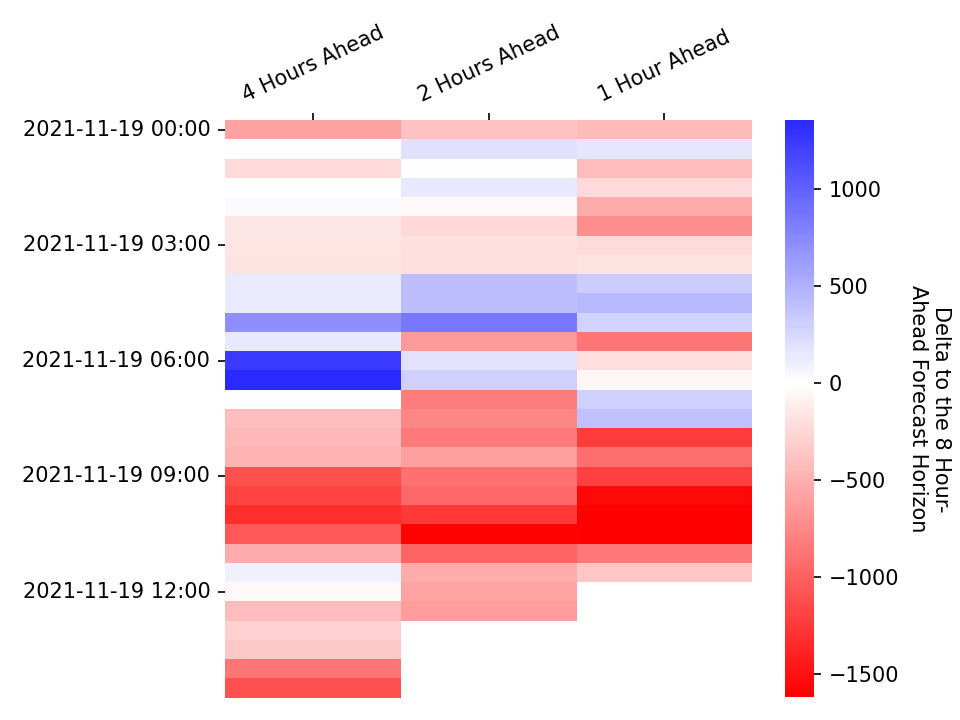 4 Hours Ahead
2 Hours Ahead
1 Hour Ahead
2021-11-19 00:00
2021-11-19 03:00
2021-11-19 06:00
2021-11-19 09:00
2021-11-19 12:00
1000
500
0
−500
−1000
−1500
Delta to the 8 Hour-
Ahead Forecast Horizon